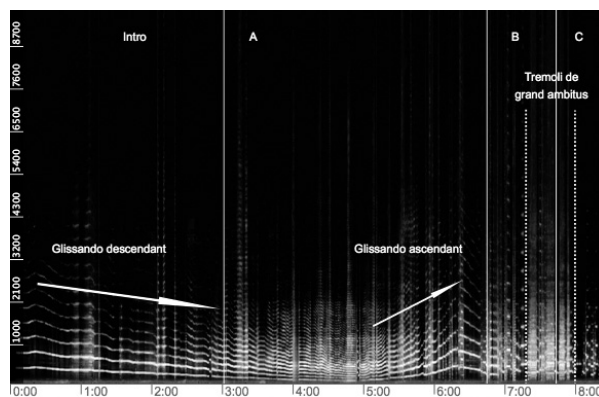 8700
7600
6500
5400
4300
3200
2100
1000
Intro
A
B
C
Tremoli de
grand ambitus
Glissando descendant
Glissando ascendant
0:00 1:00 2:00 3:00 4:00 5:00 6:00 7:00 8:00